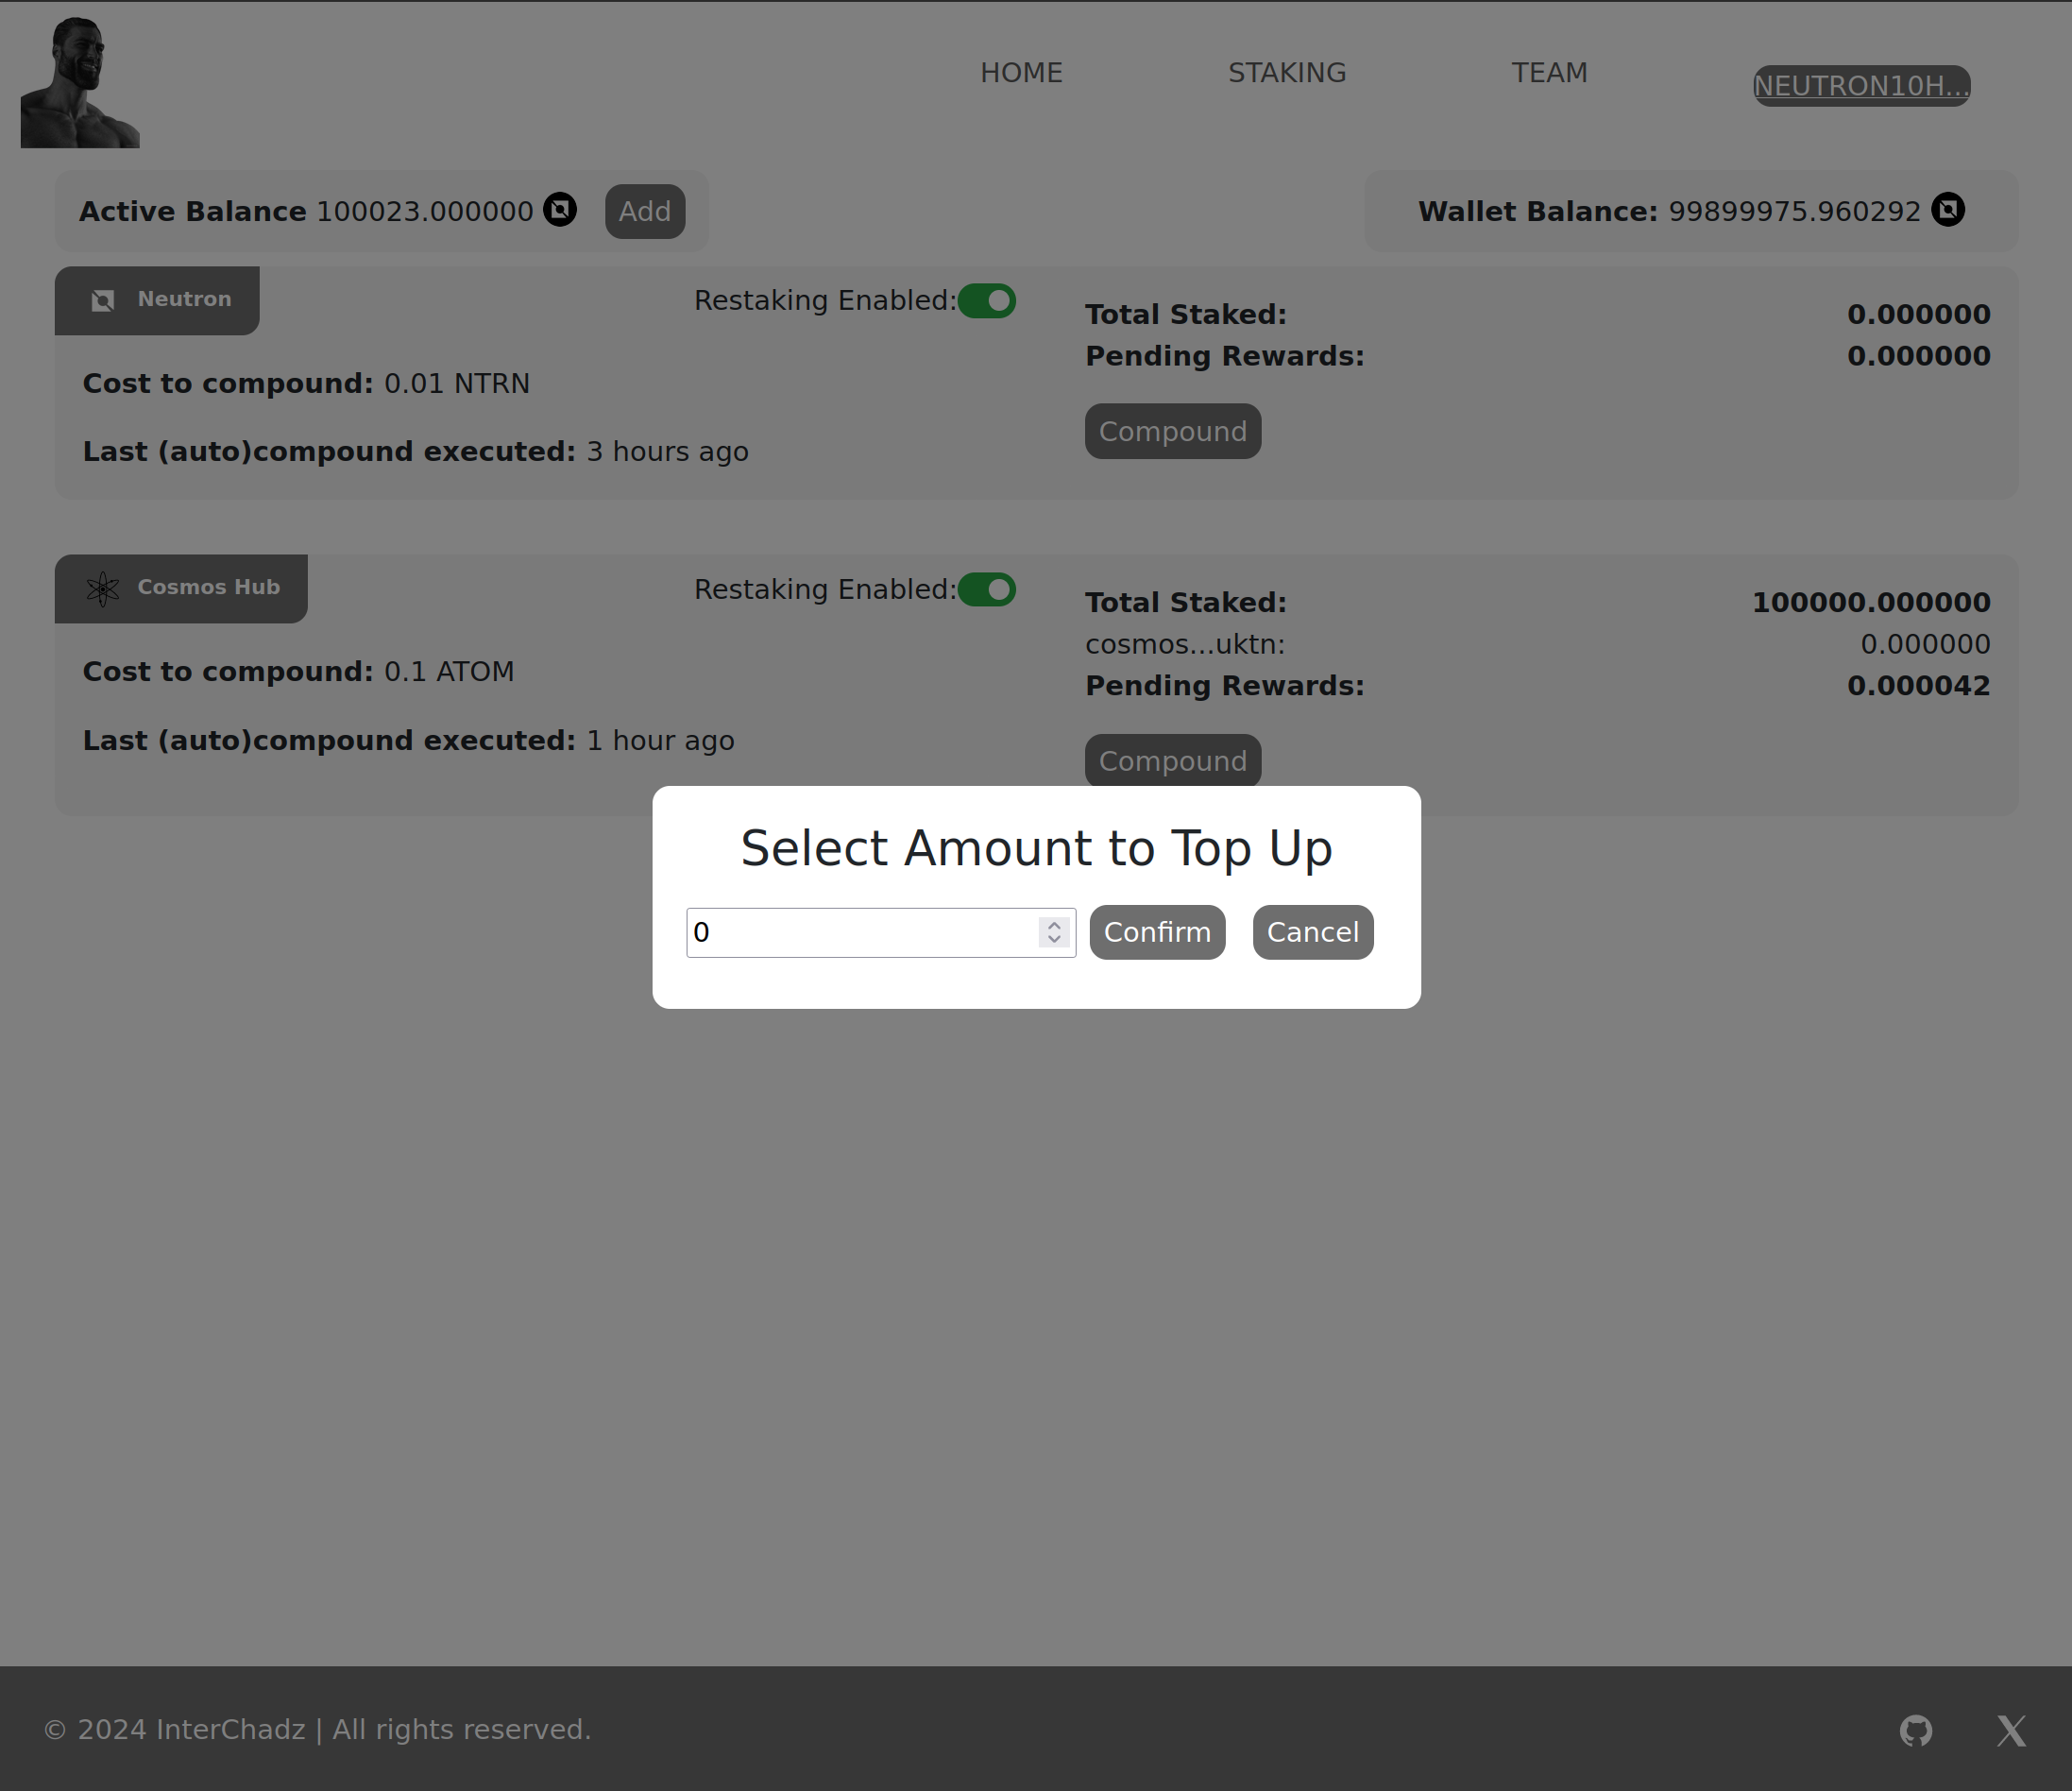 HOME STAKING TEAM NEUTRON10H...
Active Balance 100023.000000 Add
Wallet Balance: 99899975.960292
Neutron
Restaking Enabled:
Cost to compound: 0.01 NTRN
Last (auto)compound executed: 3 hours ago
Total Staked: 0.000000
Pending Rewards: 0.000000
Compound
Cosmos Hub
Restaking Enabled:
Cost to compound: 0.1 ATOM
Last (auto)compound executed: 1 hour ago
Total Staked: 100000.000000
cosmos...uktn: 0.000000
Pending Rewards: 0.000042
Compound
Select Amount to Top Up
0 Confirm Cancel
© 2024 InterChadz | All rights reserved.